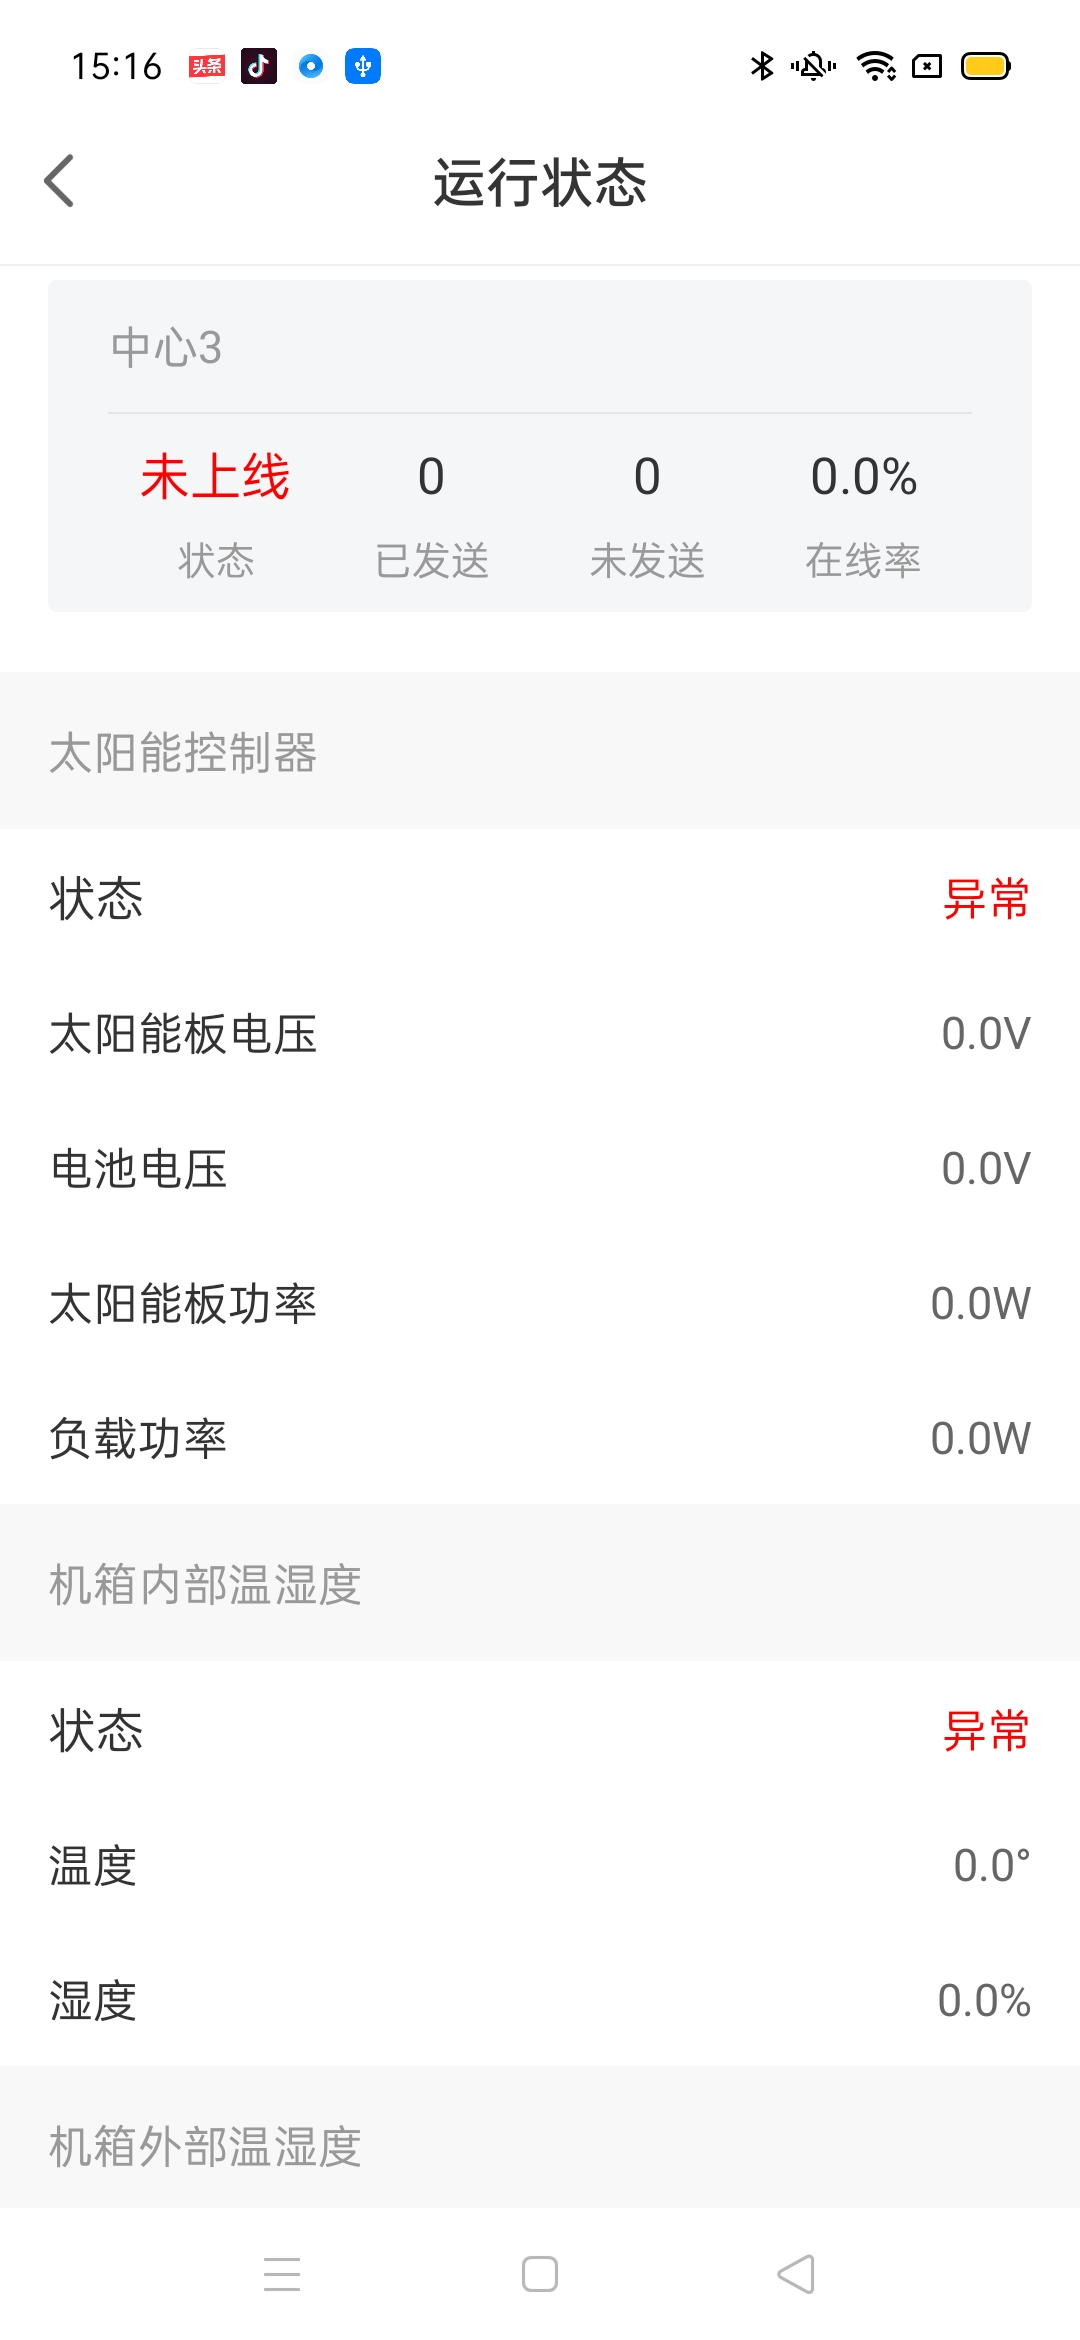 15:16 头条
运行状态
中心3
未上线 0 0 0.0%
状态 已发送 未发送 在线率
太阳能控制器
状态 异常
太阳能板电压 0.0V
电池电压 0.0V
太阳能板功率 0.0W
负载功率 0.0W
机箱内部温湿度
状态 异常
温度 0.0°
湿度 0.0%
机箱外部温湿度